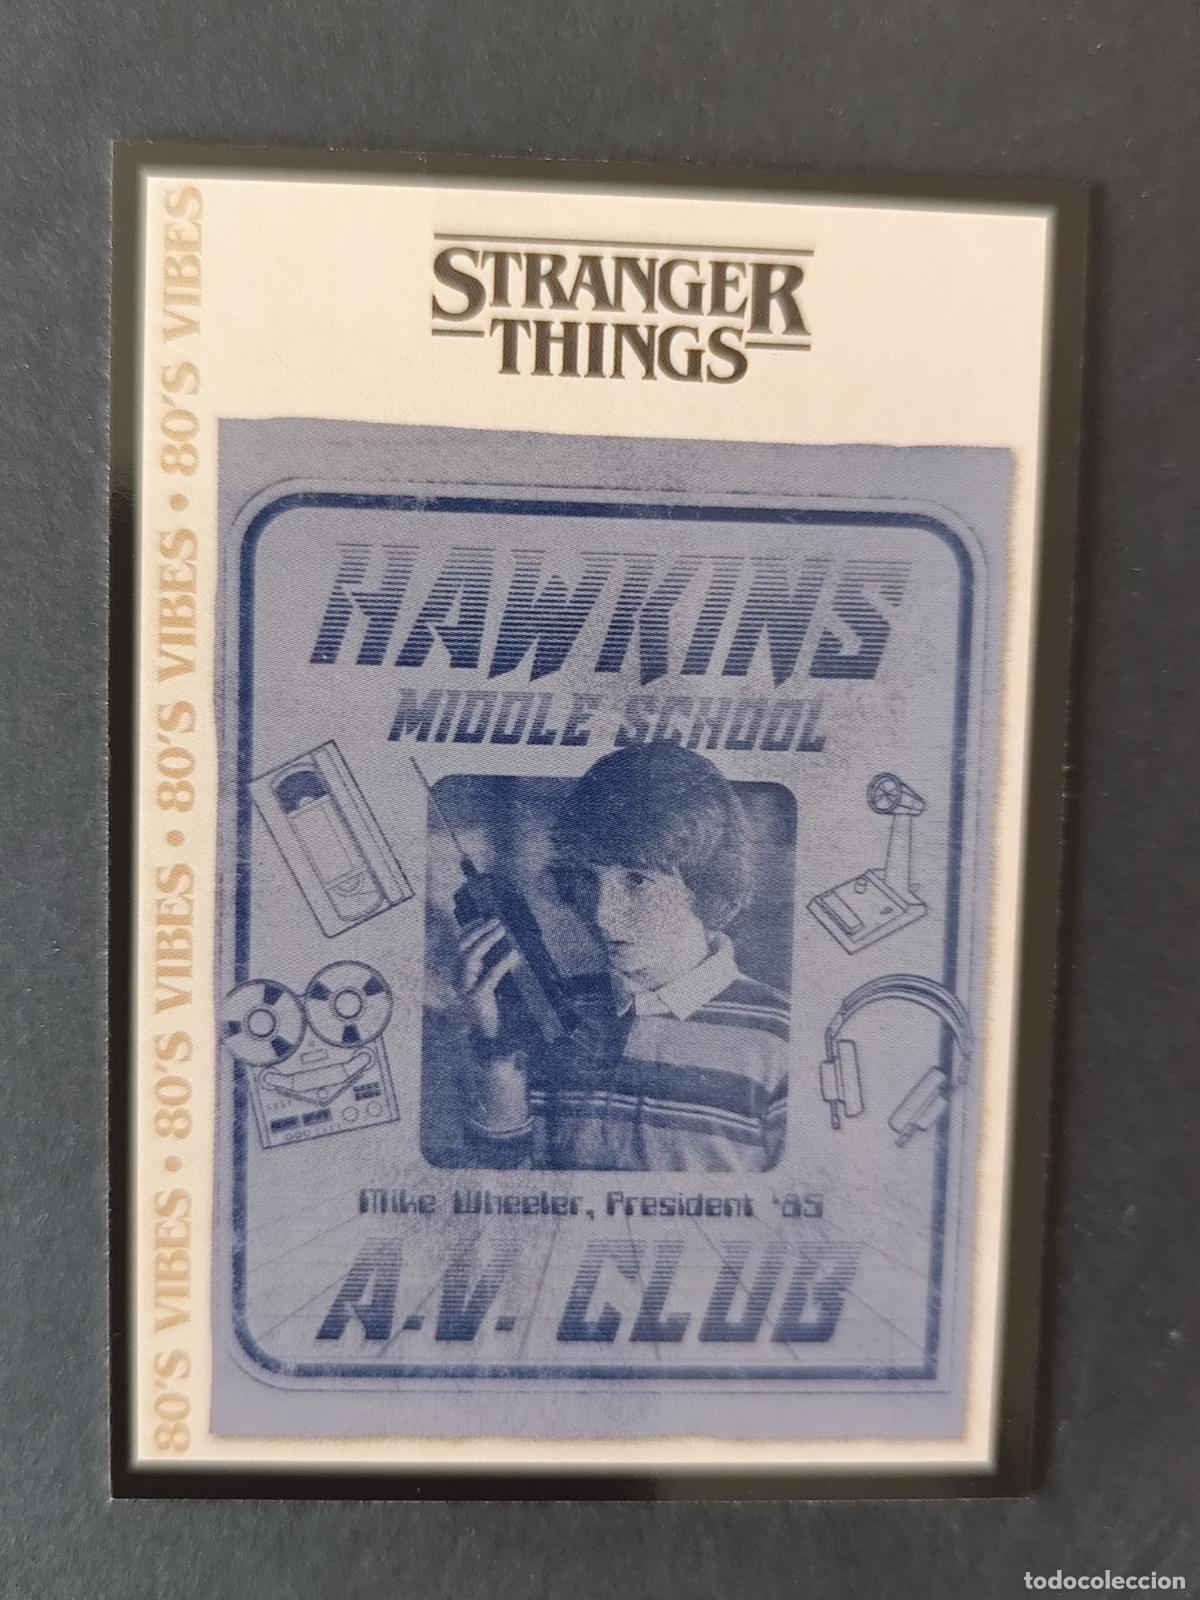 STRANGER
THINGS
80'S VIBES • 80'S VIBES • 80'S VIBES • 80'S VIBES
HAWKINS
MIDDLE SCHOOL
Mike Wheeler, President '85
A.V. CLUB
todocoleccion